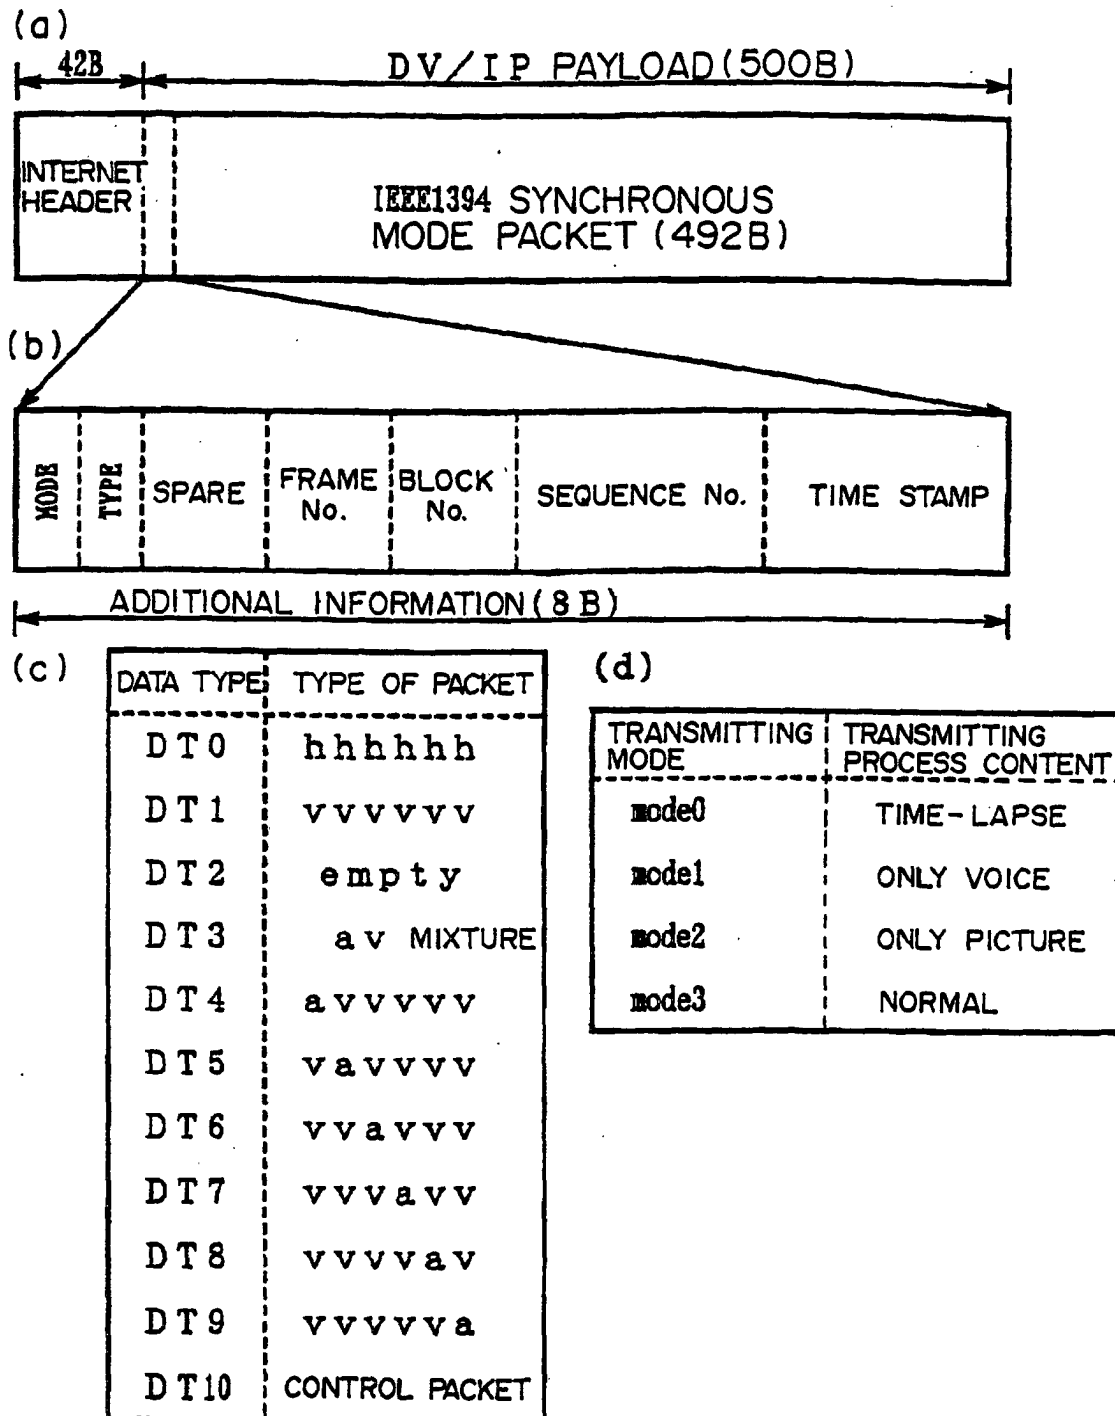 (a)
42B
DV/IP PAYLOAD(500B)
INTERNET
HEADER
IEEE1394 SYNCHRONOUS
MODE PACKET (492B)
(b)
MODE
TYPE
SPARE
FRAME
No.
BLOCK
No.
SEQUENCE No.
TIME STAMP
ADDITIONAL INFORMATION(8B)
(c)
DATA TYPE TYPE OF PACKET
DT0 hhhhhh
DT1 vvvvvv
DT2 empty
DT3 av MIXTURE
DT4 avvvvv
DT5 vavvvv
DT6 vvavvv
DT7 vvvavv
DT8 vvvvav
DT9 vvvvva
DT10 CONTROL PACKET
(d)
TRANSMITTING
MODE
TRANSMITTING
PROCESS CONTENT
mode0 TIME-LAPSE
mode1 ONLY VOICE
mode2 ONLY PICTURE
mode3 NORMAL